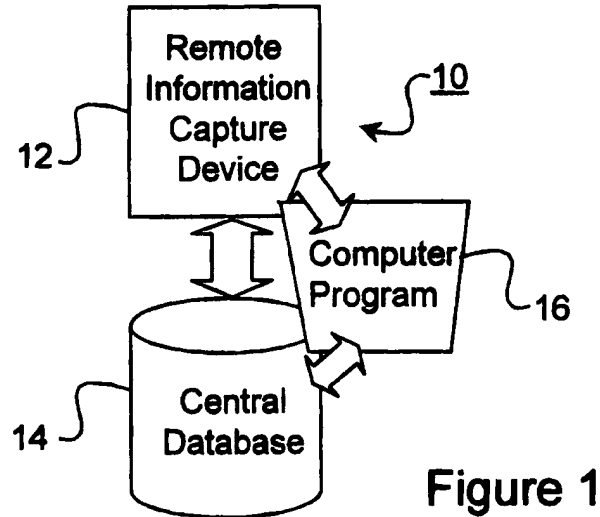 Remote
Information
Capture
Device
10
12
Computer
Program
16
Central
Database
14
Figure 1